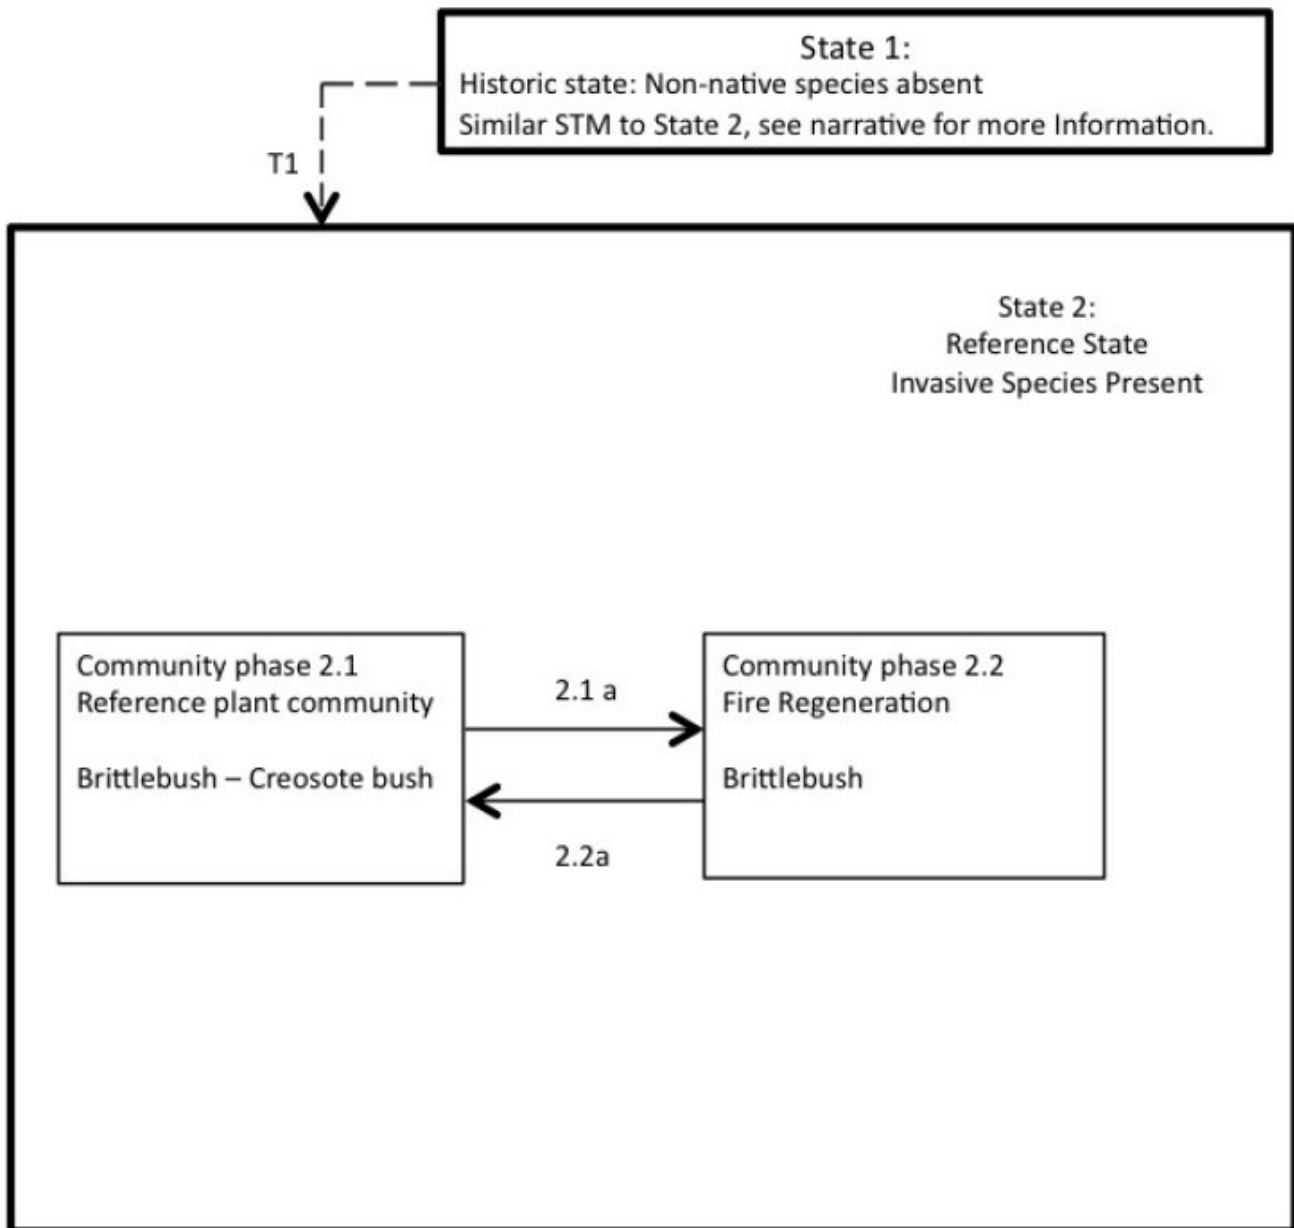 State 1:
Historic state: Non-native species absent
Similar STM to State 2, see narrative for more Information.
T1
State 2:
Reference State
Invasive Species Present
Community phase 2.1
Reference plant community
Brittlebush – Creosote bush
2.1 a
2.2a
Community phase 2.2
Fire Regeneration
Brittlebush